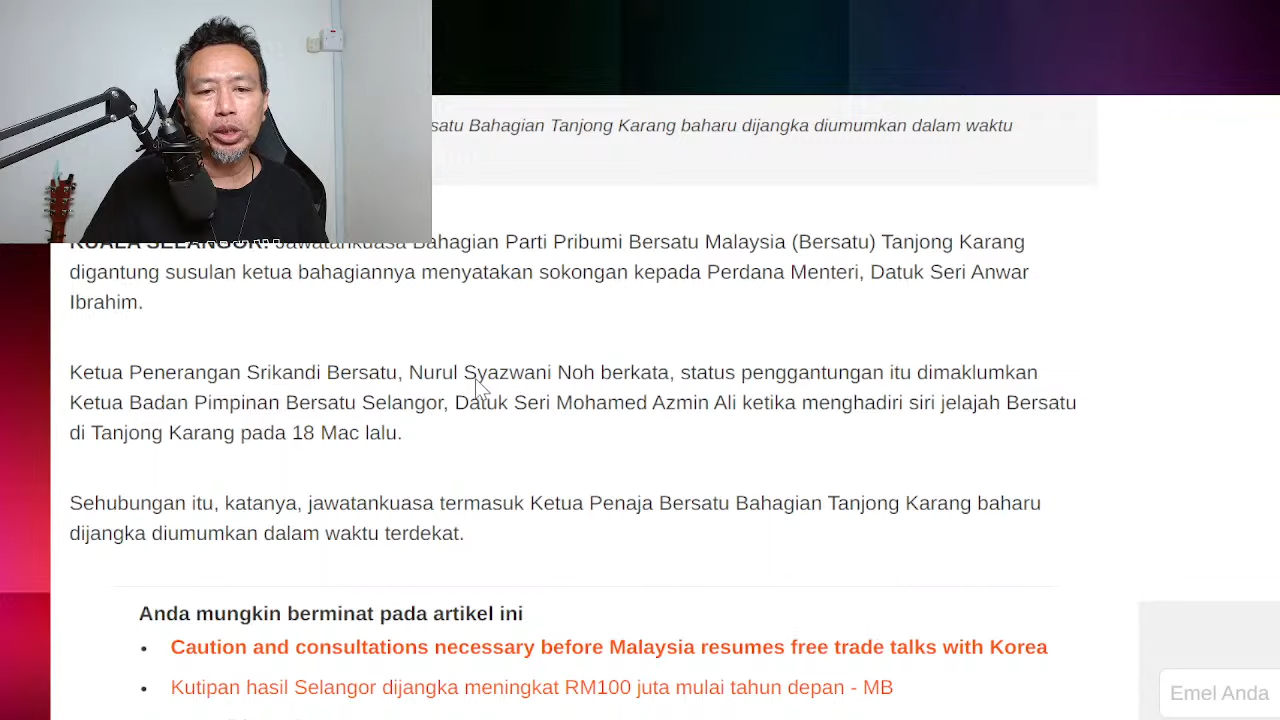 satu Bahagian Tanjong Karang baharu dijangka diumumkan dalam waktu
KUALA SELANGOR: Jawatankuasa Bahagian Parti Pribumi Bersatu Malaysia (Bersatu) Tanjong Karang
digantung susulan ketua bahagiannya menyatakan sokongan kepada Perdana Menteri, Datuk Seri Anwar
Ibrahim.
Ketua Penerangan Srikandi Bersatu, Nurul Syazwani Noh berkata, status penggantungan itu dimaklumkan
Ketua Badan Pimpinan Bersatu Selangor, Datuk Seri Mohamed Azmin Ali ketika menghadiri siri jelajah Bersatu
di Tanjong Karang pada 18 Mac lalu.
Sehubungan itu, katanya, jawatankuasa termasuk Ketua Penaja Bersatu Bahagian Tanjong Karang baharu
dijangka diumumkan dalam waktu terdekat.
Anda mungkin berminat pada artikel ini
• Caution and consultations necessary before Malaysia resumes free trade talks with Korea
• Kutipan hasil Selangor dijangka meningkat RM100 juta mulai tahun depan - MB
Emel Anda